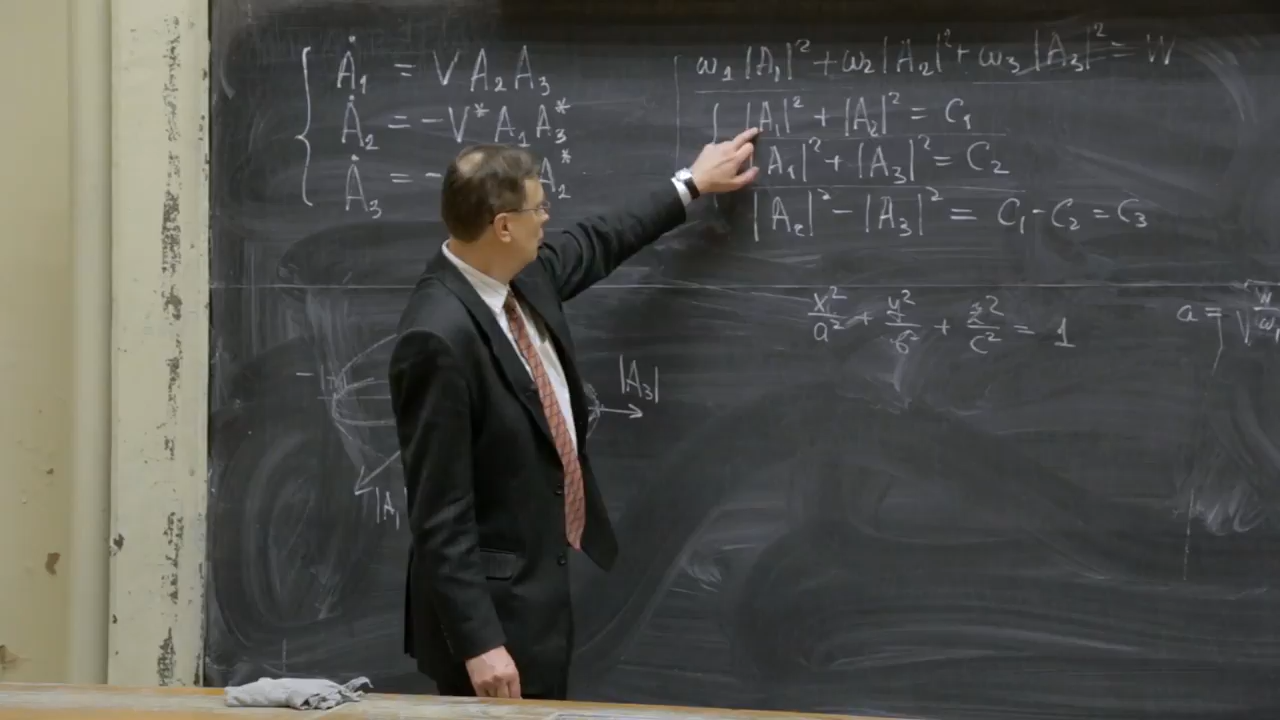 Ȧ₁ = V A₂ A₃
Ȧ₂ = -V* A₁ A₃*
Ȧ₃ = - A₂*
ω₁|A₁|² + ω₂|A₂|² + ω₃|A₃|² = W
|A₁|² + |A₂|² = C₁
|A₁|² + |A₃|² = C₂
|A₂|² - |A₃|² = C₁ - C₂ = C₃
x²/a² + y²/b² + z²/c² = 1
a = √(W/ω₁
|A₃|
|A₁